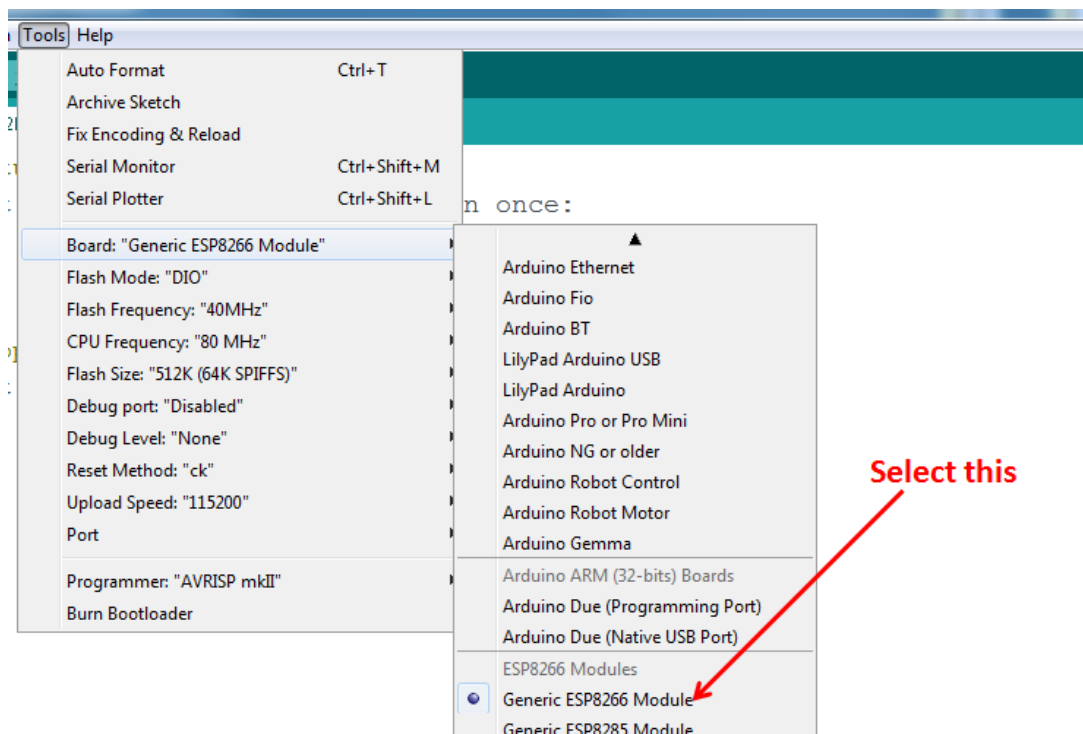 Tools Help
Auto Format Ctrl+T
Archive Sketch
Fix Encoding & Reload
Serial Monitor Ctrl+Shift+M
Serial Plotter Ctrl+Shift+L
n once:
Board: "Generic ESP8266 Module"
Flash Mode: "DIO"
Flash Frequency: "40MHz"
CPU Frequency: "80 MHz"
Flash Size: "512K (64K SPIFFS)"
Debug port: "Disabled"
Debug Level: "None"
Reset Method: "ck"
Upload Speed: "115200"
Port
Programmer: "AVRISP mkII"
Burn Bootloader
Arduino Ethernet
Arduino Fio
Arduino BT
LilyPad Arduino USB
LilyPad Arduino
Arduino Pro or Pro Mini
Arduino NG or older
Arduino Robot Control
Arduino Robot Motor
Arduino Gemma
Arduino ARM (32-bits) Boards
Arduino Due (Programming Port)
Arduino Due (Native USB Port)
ESP8266 Modules
Generic ESP8266 Module
Generic ESP8285 Module
Select this